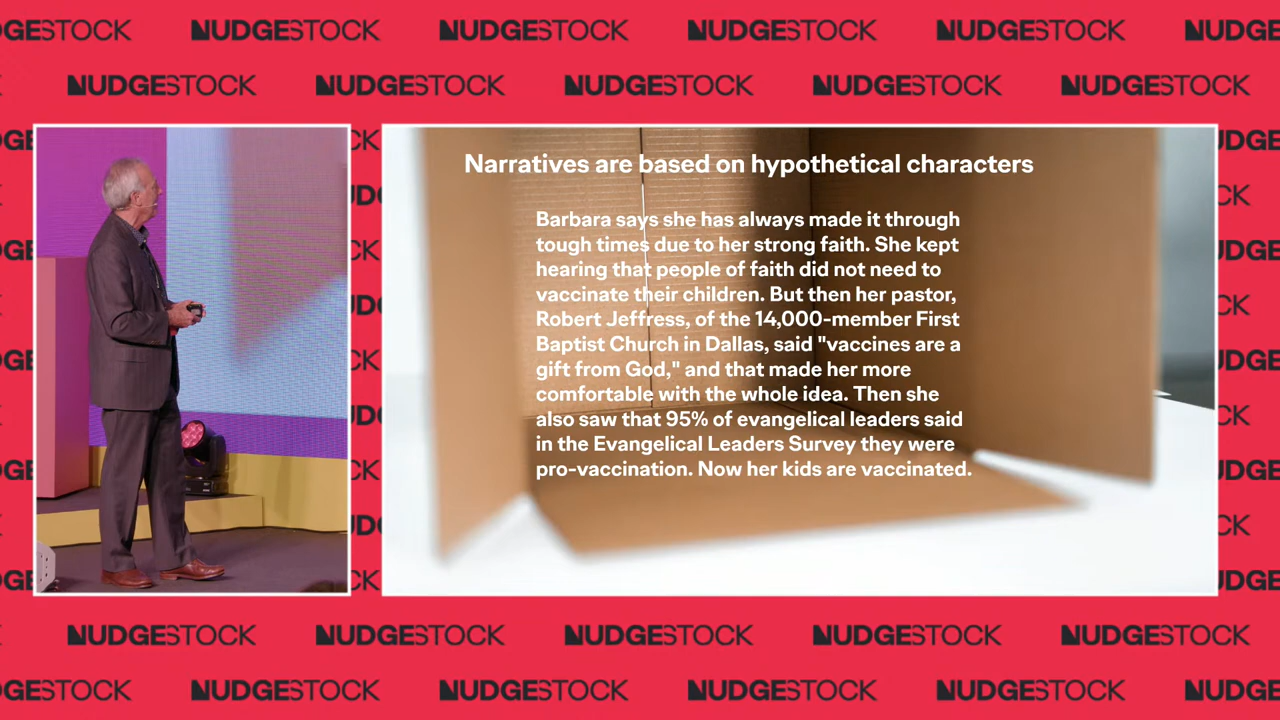 NUDGESTOCK NUDGESTOCK NUDGESTOCK NUDGESTOCK
NUDGESTOCK NUDGESTOCK NUDGESTOCK NUDGESTOCK NUDGESTOCK
Narratives are based on hypothetical characters
Barbara says she has always made it through
tough times due to her strong faith. She kept
hearing that people of faith did not need to
vaccinate their children. But then her pastor,
Robert Jeffress, of the 14,000-member First
Baptist Church in Dallas, said "vaccines are a
gift from God," and that made her more
comfortable with the whole idea. Then she
also saw that 95% of evangelical leaders said
in the Evangelical Leaders Survey they were
pro-vaccination. Now her kids are vaccinated.
NUDGESTOCK NUDGESTOCK NUDGESTOCK NUDGESTOCK NUDGESTOCK
NUDGESTOCK NUDGESTOCK NUDGESTOCK NUDGESTOCK